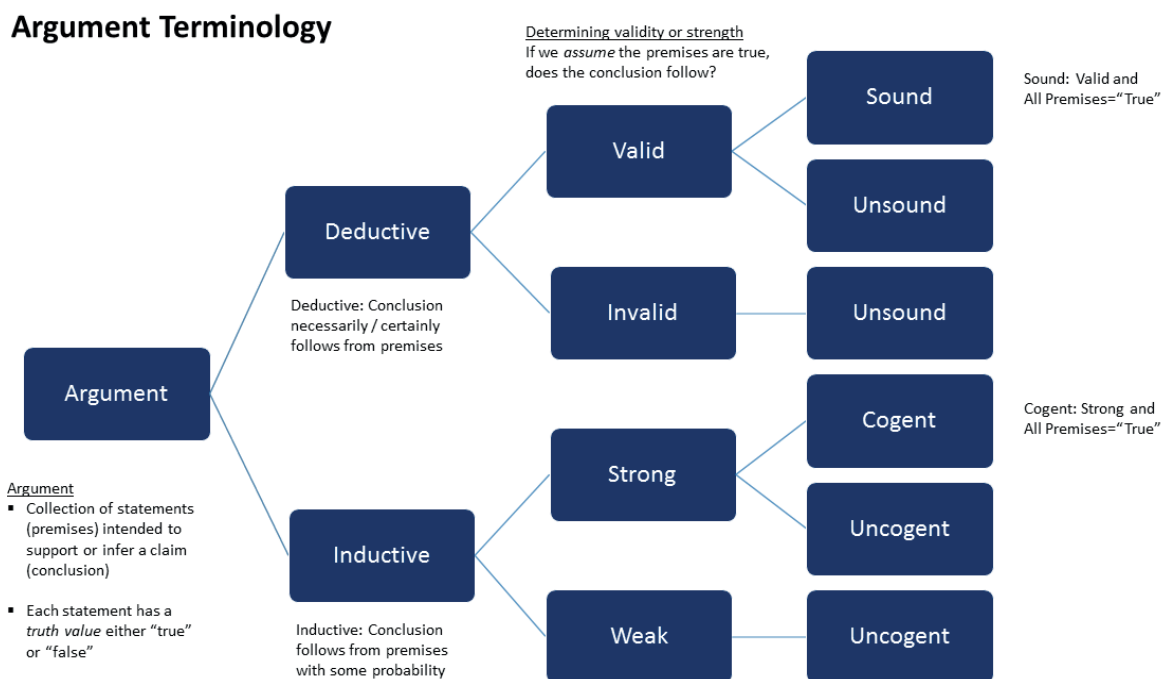 Argument Terminology
Determining validity or strength
If we assume the premises are true,
does the conclusion follow?
Sound
Sound: Valid and
All Premises=“True”
Valid
Unsound
Deductive
Deductive: Conclusion
necessarily / certainly
follows from premises
Invalid
Unsound
Argument
Argument
▪ Collection of statements
(premises) intended to
support or infer a claim
(conclusion)
▪ Each statement has a
truth value either “true”
or “false”
Cogent
Cogent: Strong and
All Premises=“True”
Strong
Uncogent
Inductive
Inductive: Conclusion
follows from premises
with some probability
Weak
Uncogent